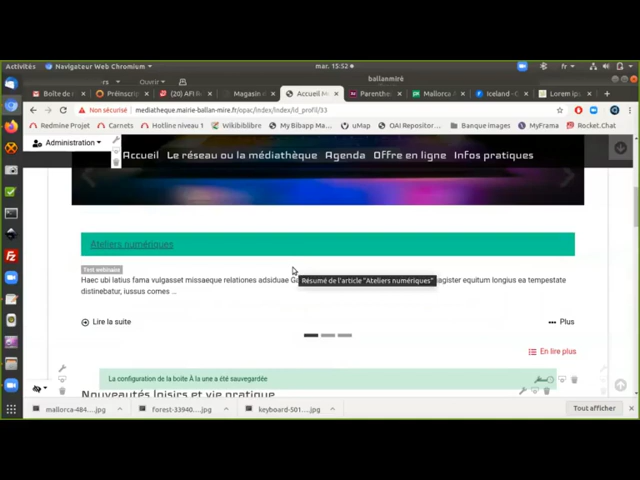 Activités
Navigateur Web Chromium
mar. 15:52
fr
ballanmiré
rs
Ouvrir
Boîte de
Préinscrip
(20) AFI
Magasin d
Accueil M
Parenthe
Mallorca
Iceland - G
Lorem ip
Non sécurisé
mediatheque.mairie-ballan-mire.fr/opac/index/index/id_profil/33
Redmine Projet
Carnets
Hotline niveau 1
Wikibiblibre
My Bibapp Ma
uMap
OAI Repositor
Banque images
MyFrama
Rocket.Chat
Administration
Accueil
Le réseau ou la médiathèque
Agenda
Offre en ligne
Infos pratiques
Ateliers numériques
Test webinaire
Haec ubi latius fama vulgasset missaeque relationes adsiduae Ga
agister equitum longius ea tempestate
distinebatur, iussus comes ...
Résumé de l'article "Ateliers numériques"
Lire la suite
Plus
En lire plus
La configuration de la boite À la une a été sauvegardée
Nouveautés loisirs et vie pratique
mallorca-484....jpg
forest-33940....jpg
keyboard-501....jpg
Tout afficher